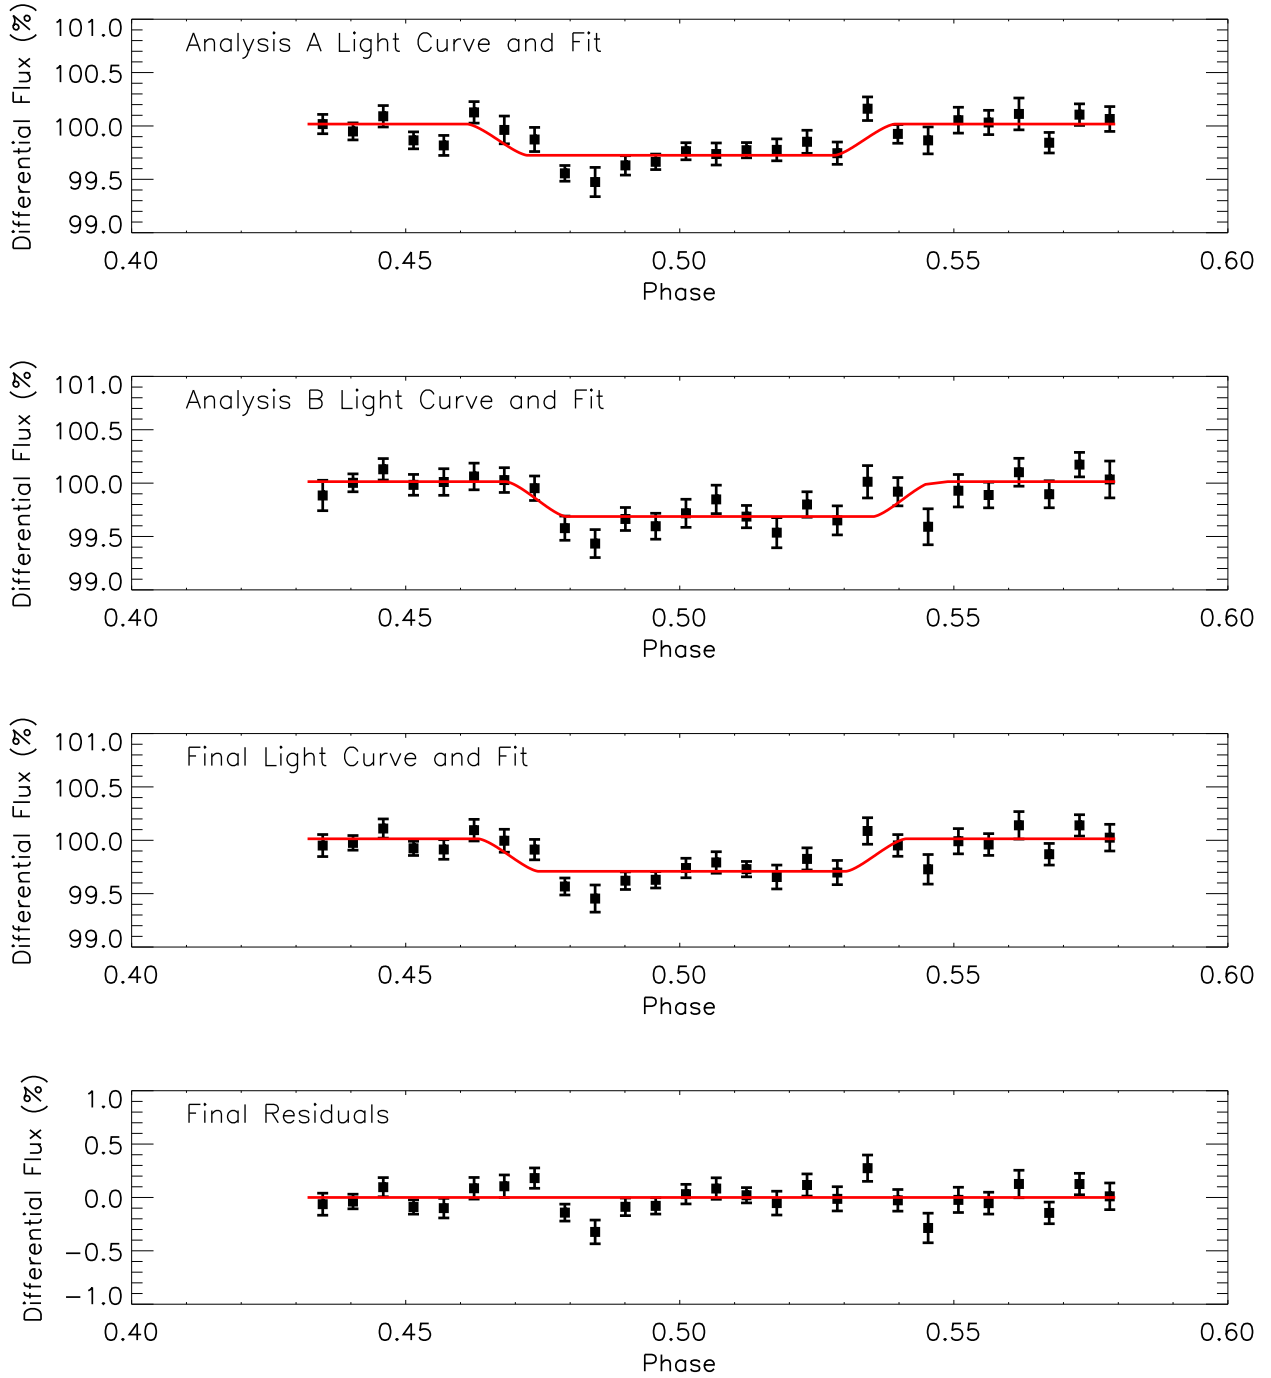 Differential Flux (%)
101.0
100.5
100.0
99.5
99.0
Analysis A Light Curve and Fit
0.40 0.45 0.50 0.55 0.60
Phase
Differential Flux (%)
101.0
100.5
100.0
99.5
99.0
Analysis B Light Curve and Fit
0.40 0.45 0.50 0.55 0.60
Phase
Differential Flux (%)
101.0
100.5
100.0
99.5
99.0
Final Light Curve and Fit
0.40 0.45 0.50 0.55 0.60
Phase
Differential Flux (%)
1.0
0.5
0.0
−0.5
−1.0
Final Residuals
0.40 0.45 0.50 0.55 0.60
Phase